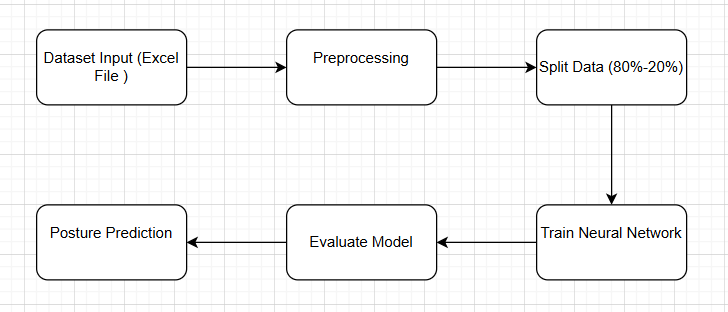 Dataset Input (Excel
File )
Preprocessing
Split Data (80%-20%)
Posture Prediction
Evaluate Model
Train Neural Network